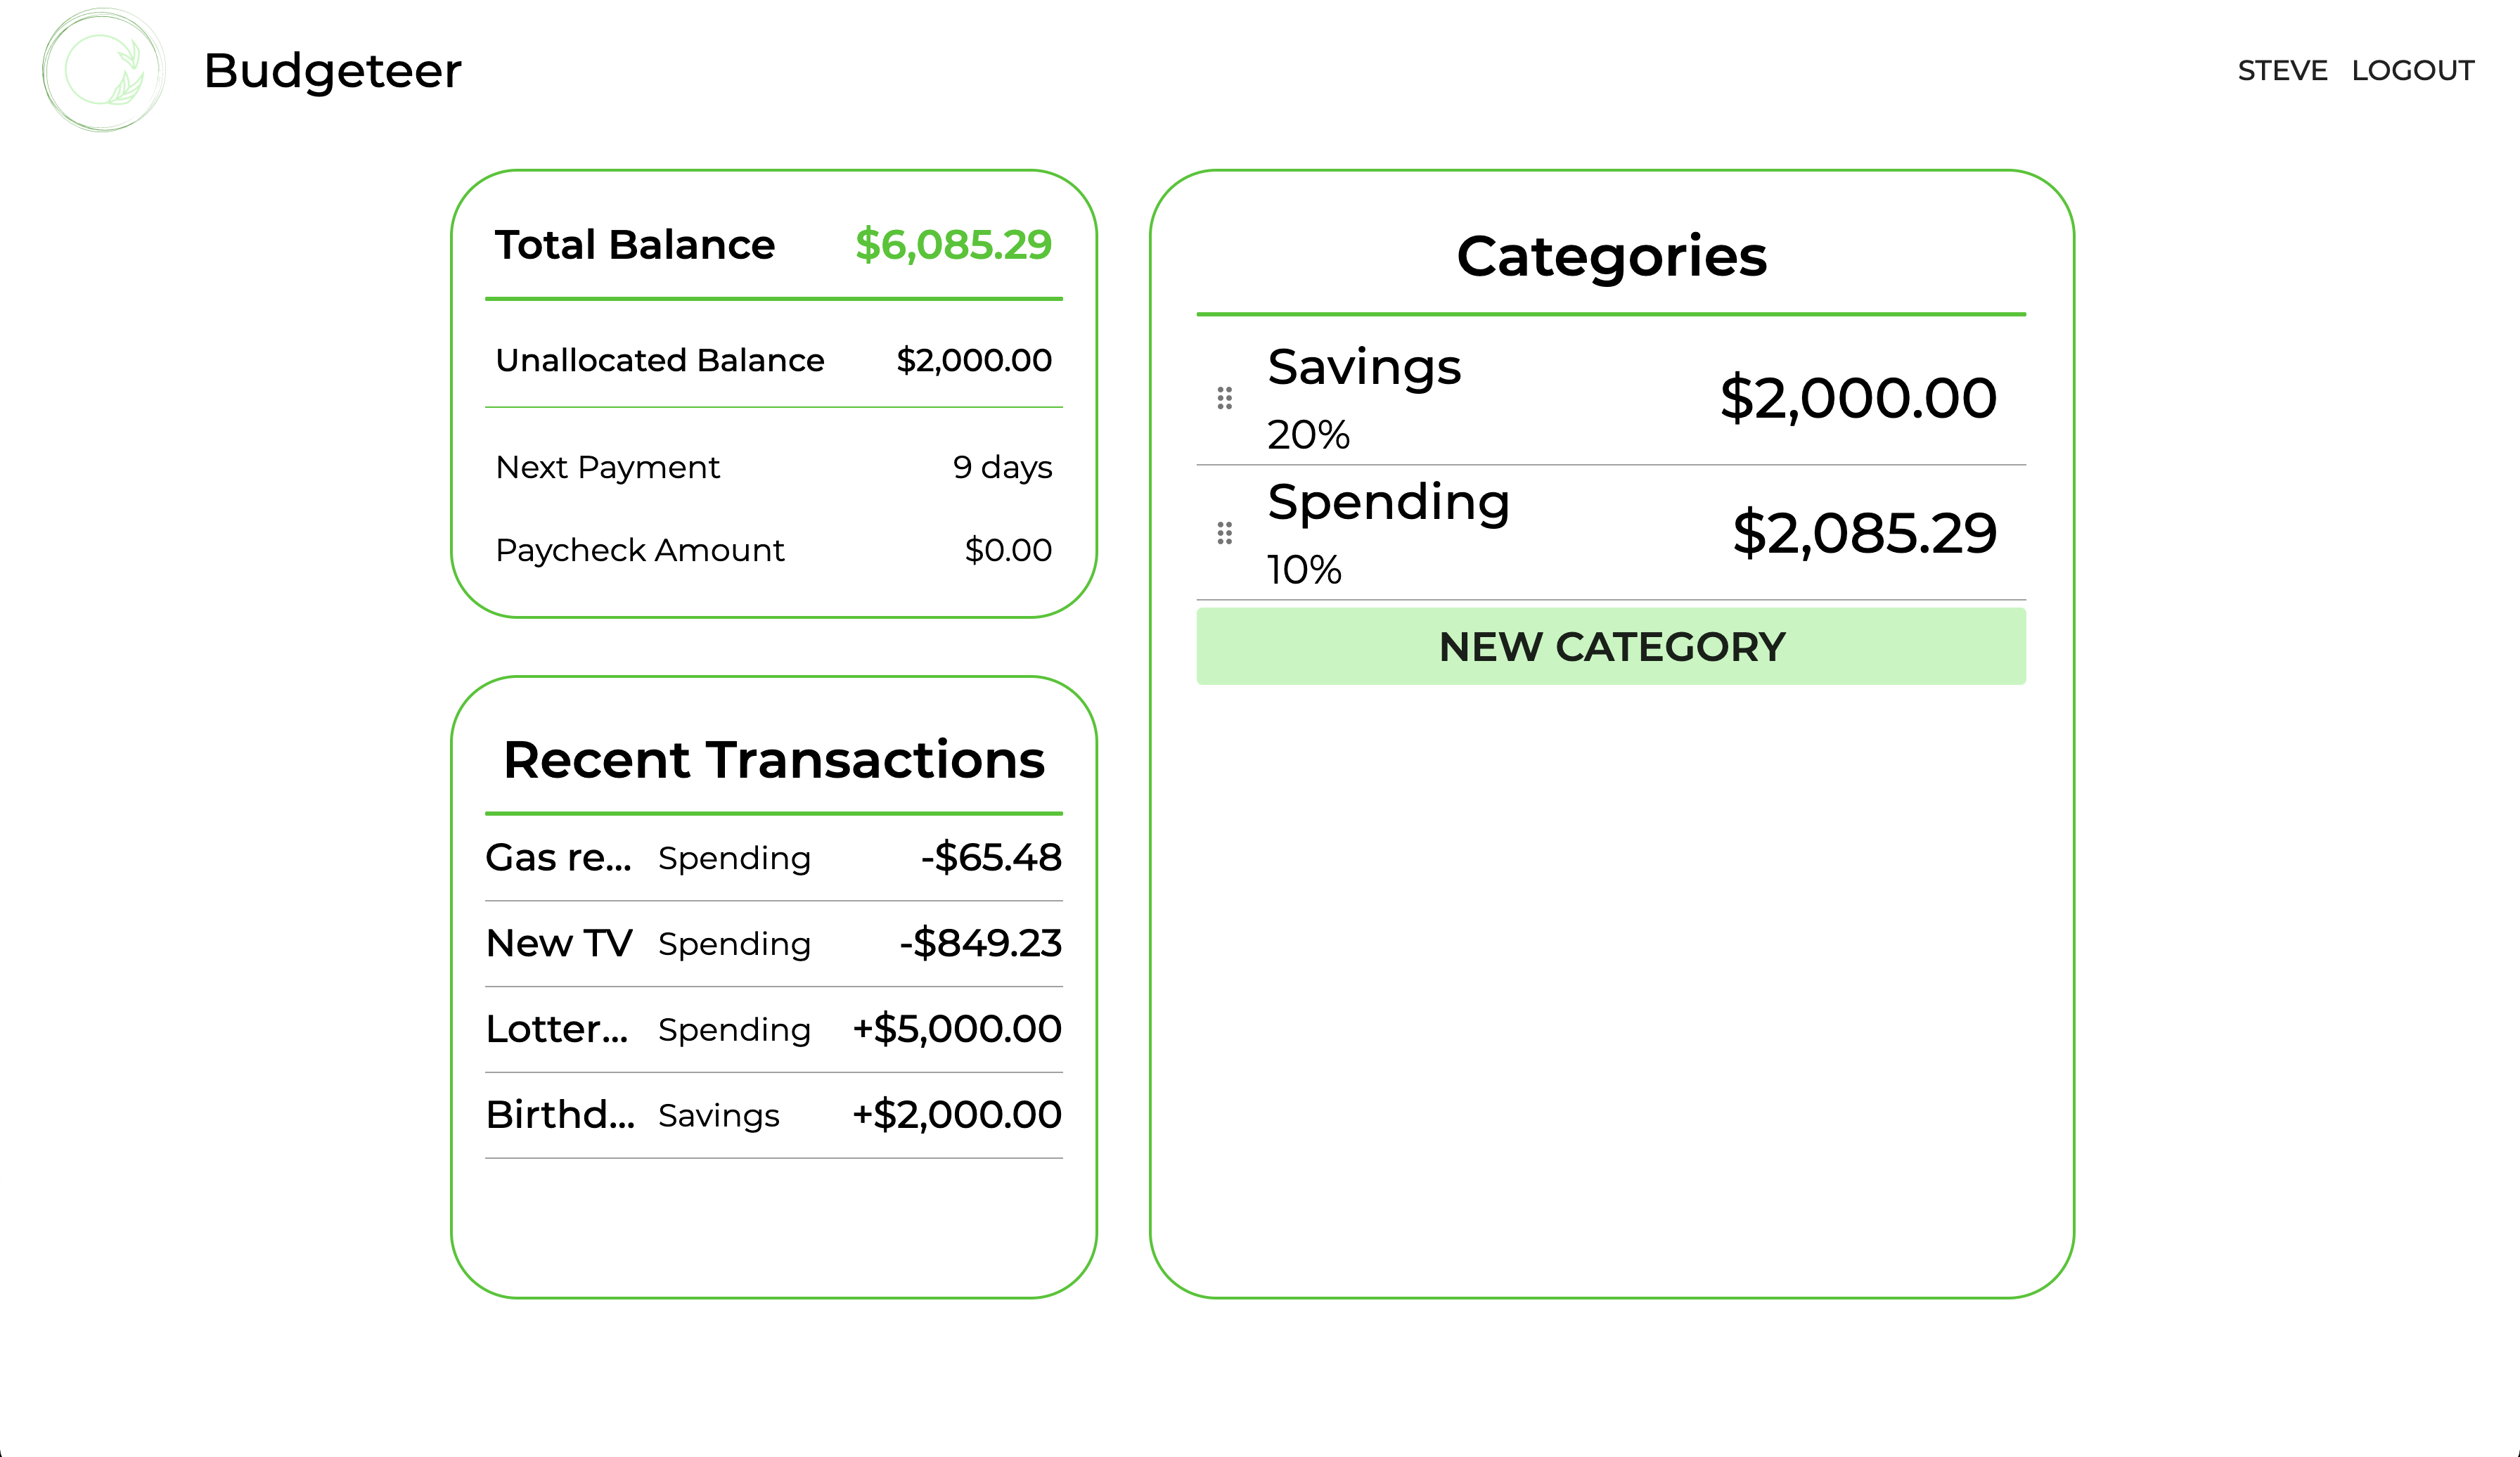 Budgeteer
STEVE LOGOUT
Total Balance $6,085.29
Unallocated Balance $2,000.00
Next Payment 9 days
Paycheck Amount $0.00
Recent Transactions
Gas re... Spending -$65.48
New TV Spending -$849.23
Lotter... Spending +$5,000.00
Birthd... Savings +$2,000.00
Categories
Savings
20%
$2,000.00
Spending
10%
$2,085.29
NEW CATEGORY